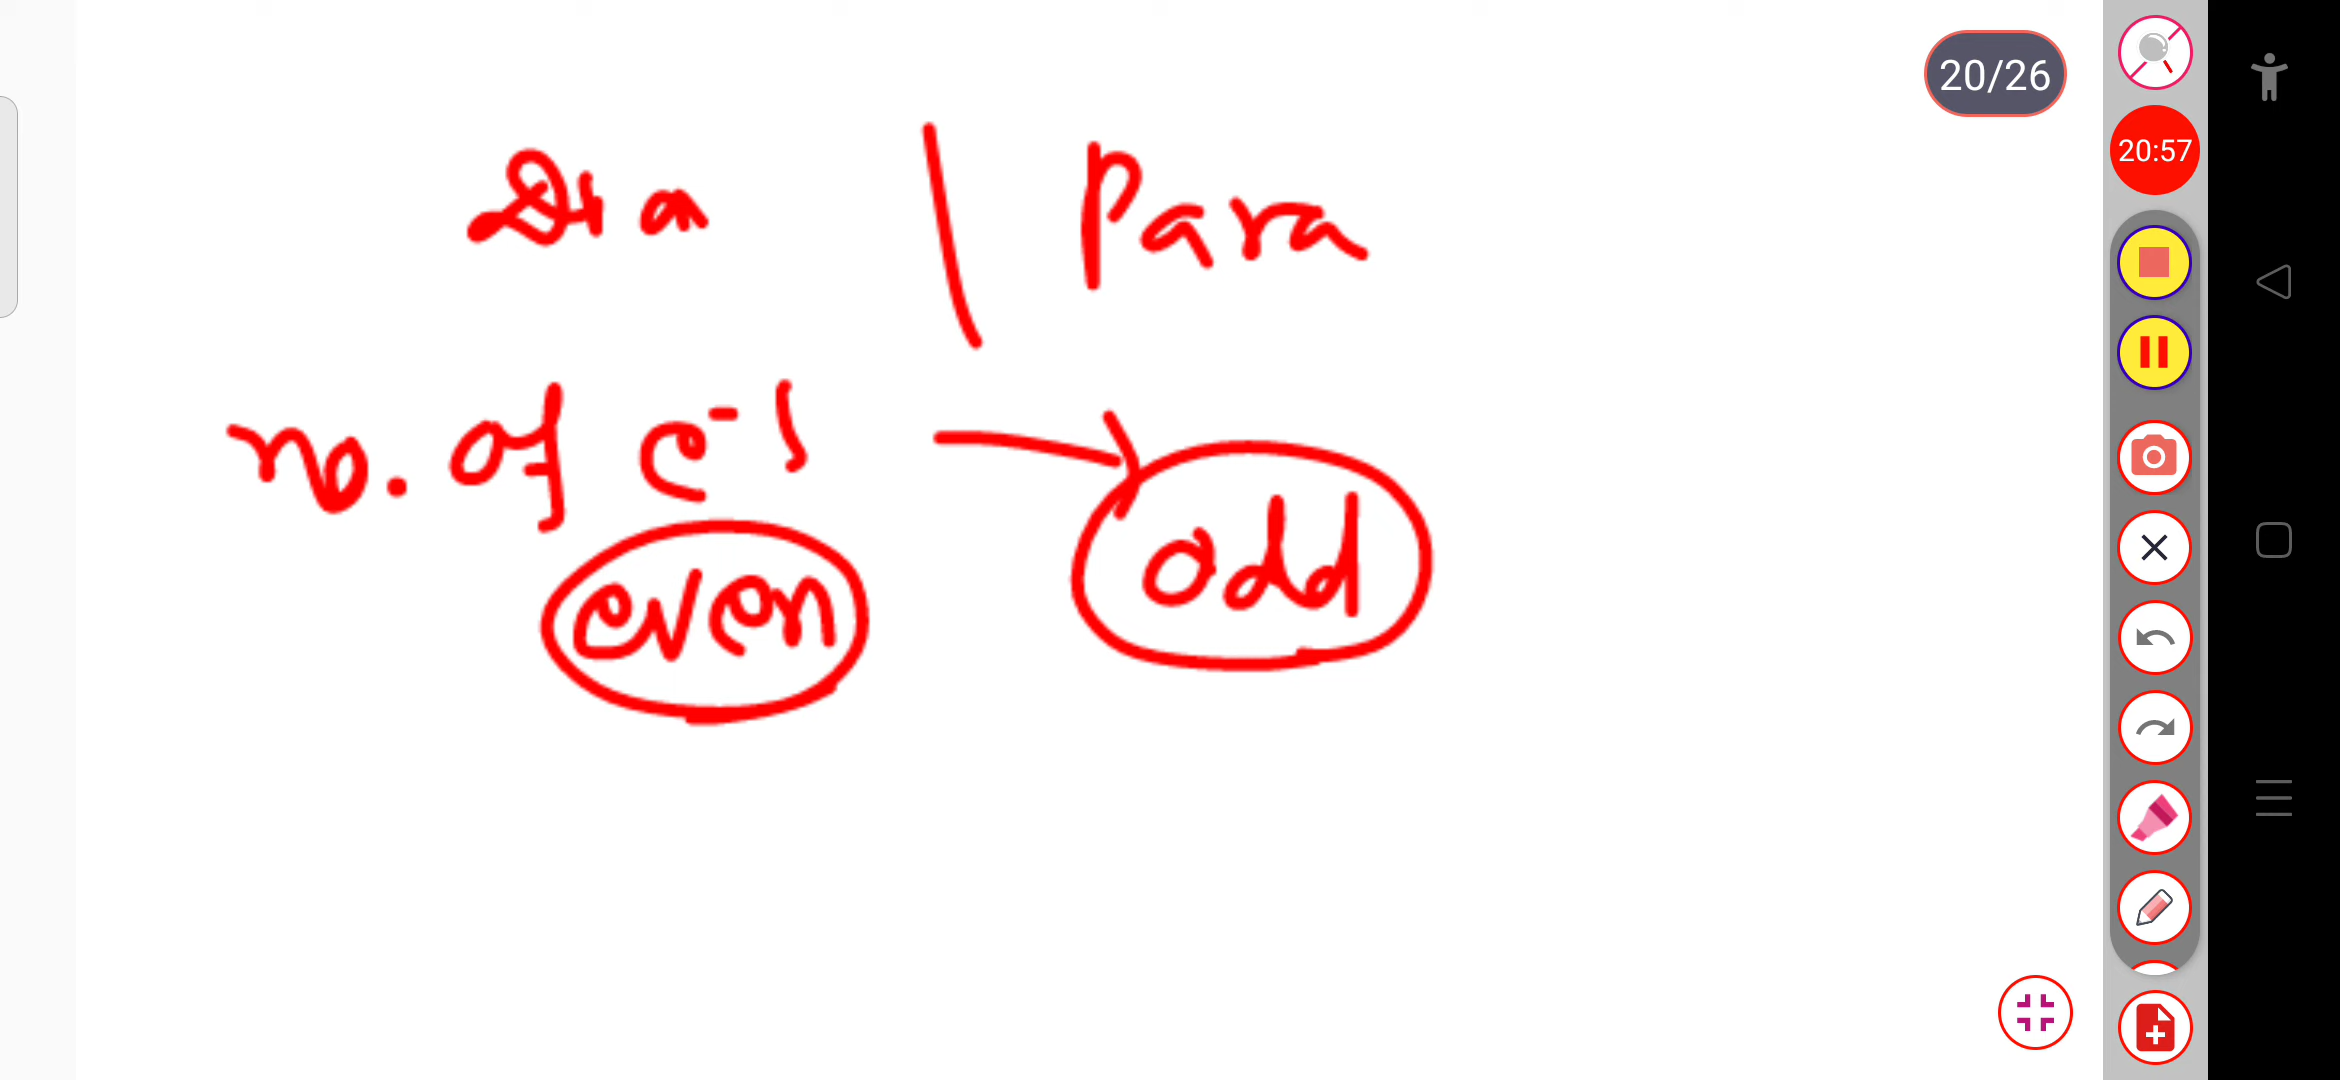 20/26
20:57
Dia | Para
no. of e⁻s → odd
even